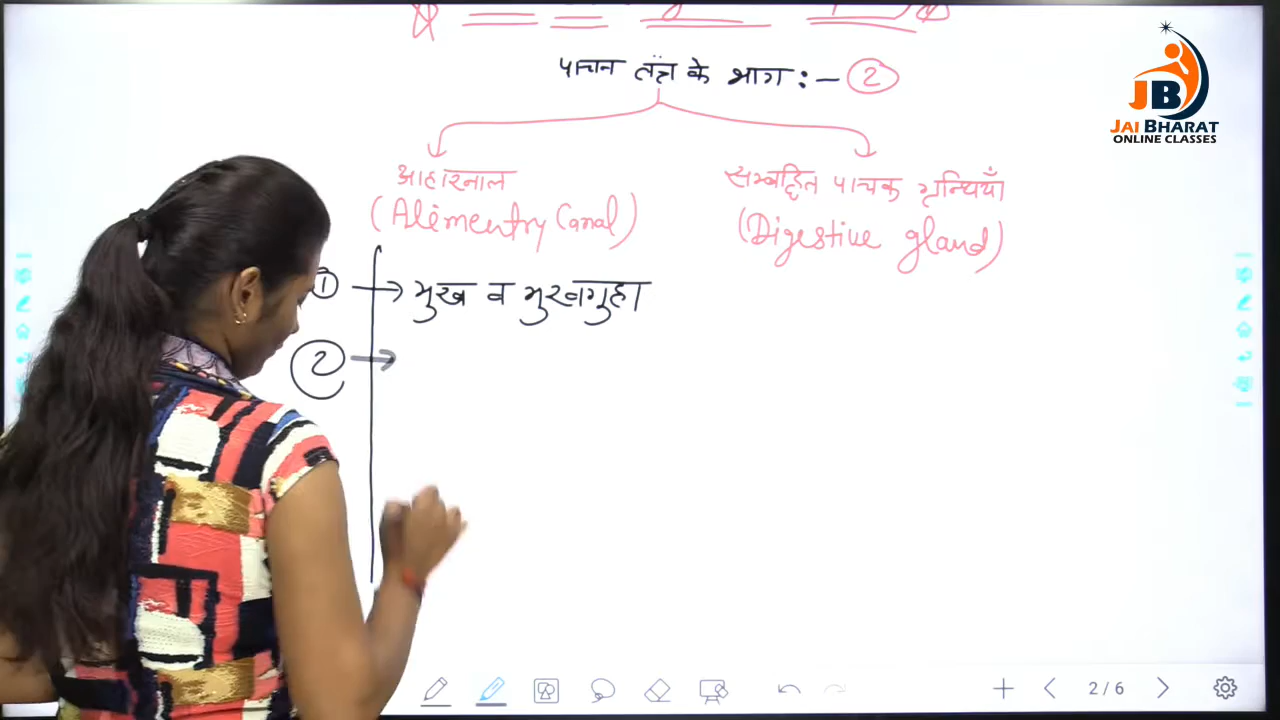 पाचन तंत्र के भाग :- 2
आहारनाल
(Alimentry Canal)
सम्बद्दित पाचक ग्रन्थियाँ
(Digestive gland)
1 → मुख व मुखगुहा
2 →
JB
JAI BHARAT
ONLINE CLASSES
2/6